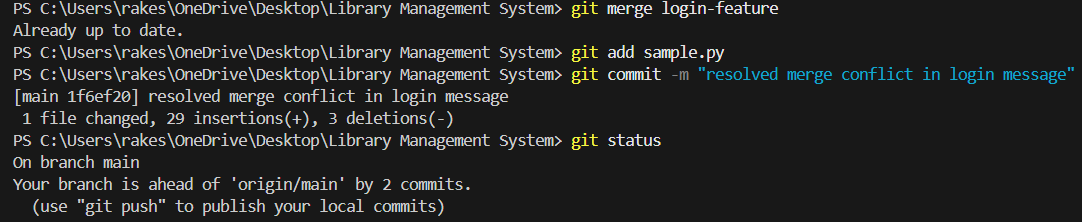 PS C:\Users\rakes\OneDrive\Desktop\Library Management System> git merge login-feature
Already up to date.
PS C:\Users\rakes\OneDrive\Desktop\Library Management System> git add sample.py
PS C:\Users\rakes\OneDrive\Desktop\Library Management System> git commit -m "resolved merge conflict in login message"
[main 1f6ef20] resolved merge conflict in login message
 1 file changed, 29 insertions(+), 3 deletions(-)
PS C:\Users\rakes\OneDrive\Desktop\Library Management System> git status
On branch main
Your branch is ahead of 'origin/main' by 2 commits.
  (use "git push" to publish your local commits)